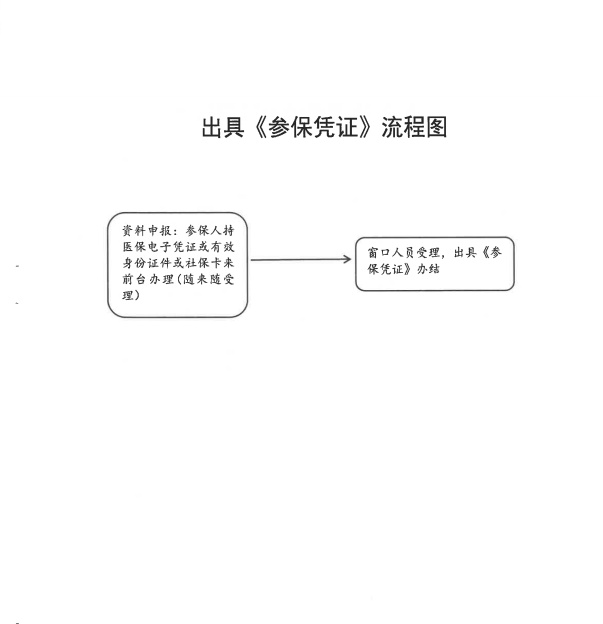 出具《参保凭证》流程图
资料申报：参保人持
医保电子凭证或有效
身份证件或社保卡来
前台办理(随来随受
理)
窗口人员受理，出具《参
保凭证》办结